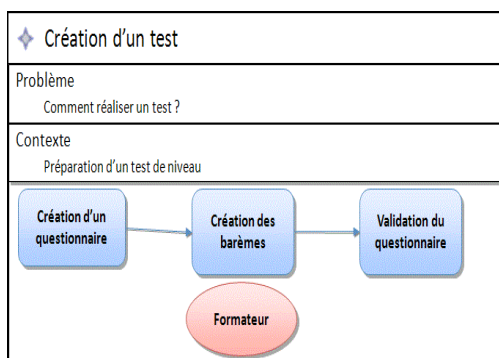 Création d'un test
Problème
Comment réaliser un test ?
Contexte
Préparation d'un test de niveau
Création d'un
questionnaire
Création des
barèmes
Validation du
questionnaire
Formateur